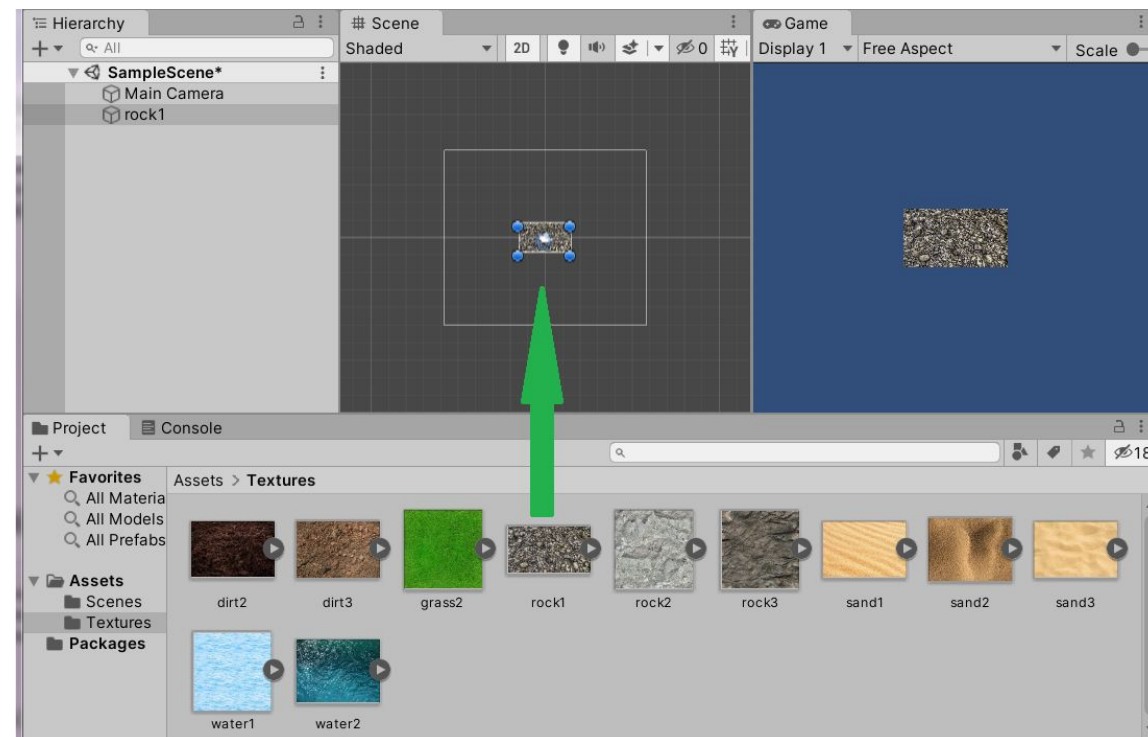 Hierarchy
All
SampleScene*
Main Camera
rock1
Scene
Shaded
2D
0
Game
Display 1 Free Aspect Scale
Project Console
18
Favorites
All Materia
All Models
All Prefabs
Assets
Scenes
Textures
Packages
Assets > Textures
dirt2 dirt3 grass2 rock1 rock2 rock3 sand1 sand2 sand3
water1 water2